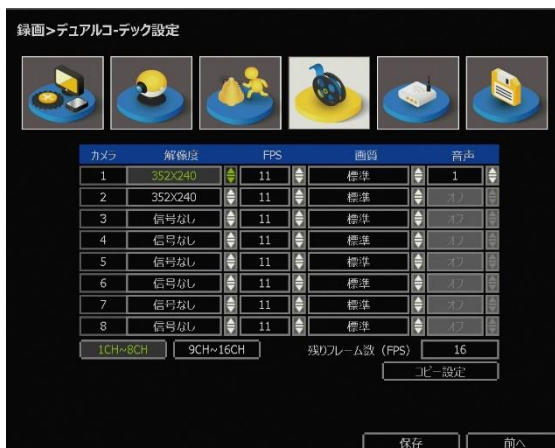 録画>デュアルコ-デック設定
カメラ 解像度 FPS 画質 音声
1 352X240 11 標準 1
2 352X240 11 標準 オフ
3 信号なし 11 標準 オフ
4 信号なし 11 標準 オフ
5 信号なし 11 標準 オフ
6 信号なし 11 標準 オフ
7 信号なし 11 標準 オフ
8 信号なし 11 標準 オフ
1CH~8CH 9CH~16CH 残りフレーム数 (FPS) 16
コピー設定
保存 前へ